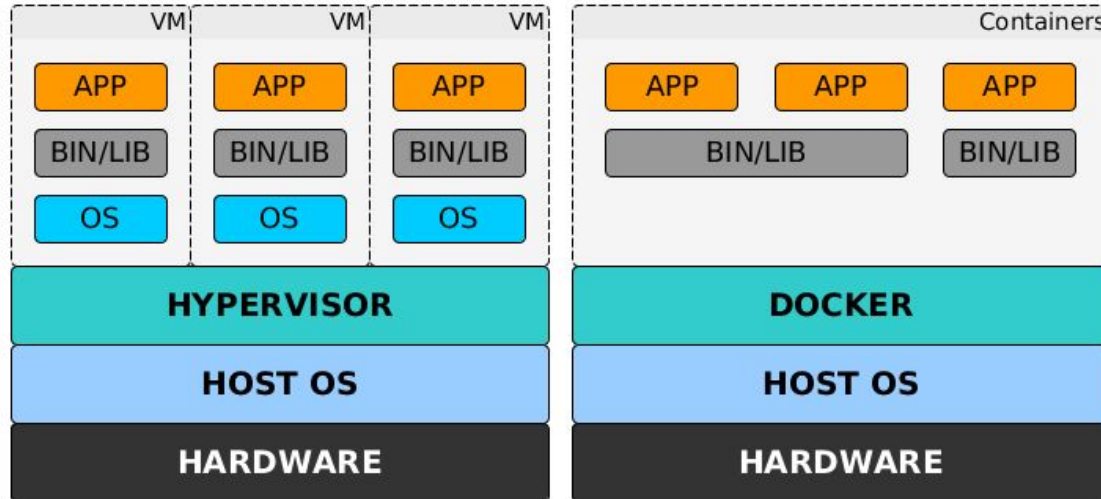 VM VM VM
APP APP APP
BIN/LIB BIN/LIB BIN/LIB
OS OS OS
HYPERVISOR
HOST OS
HARDWARE
Containers
APP APP APP
BIN/LIB BIN/LIB
DOCKER
HOST OS
HARDWARE